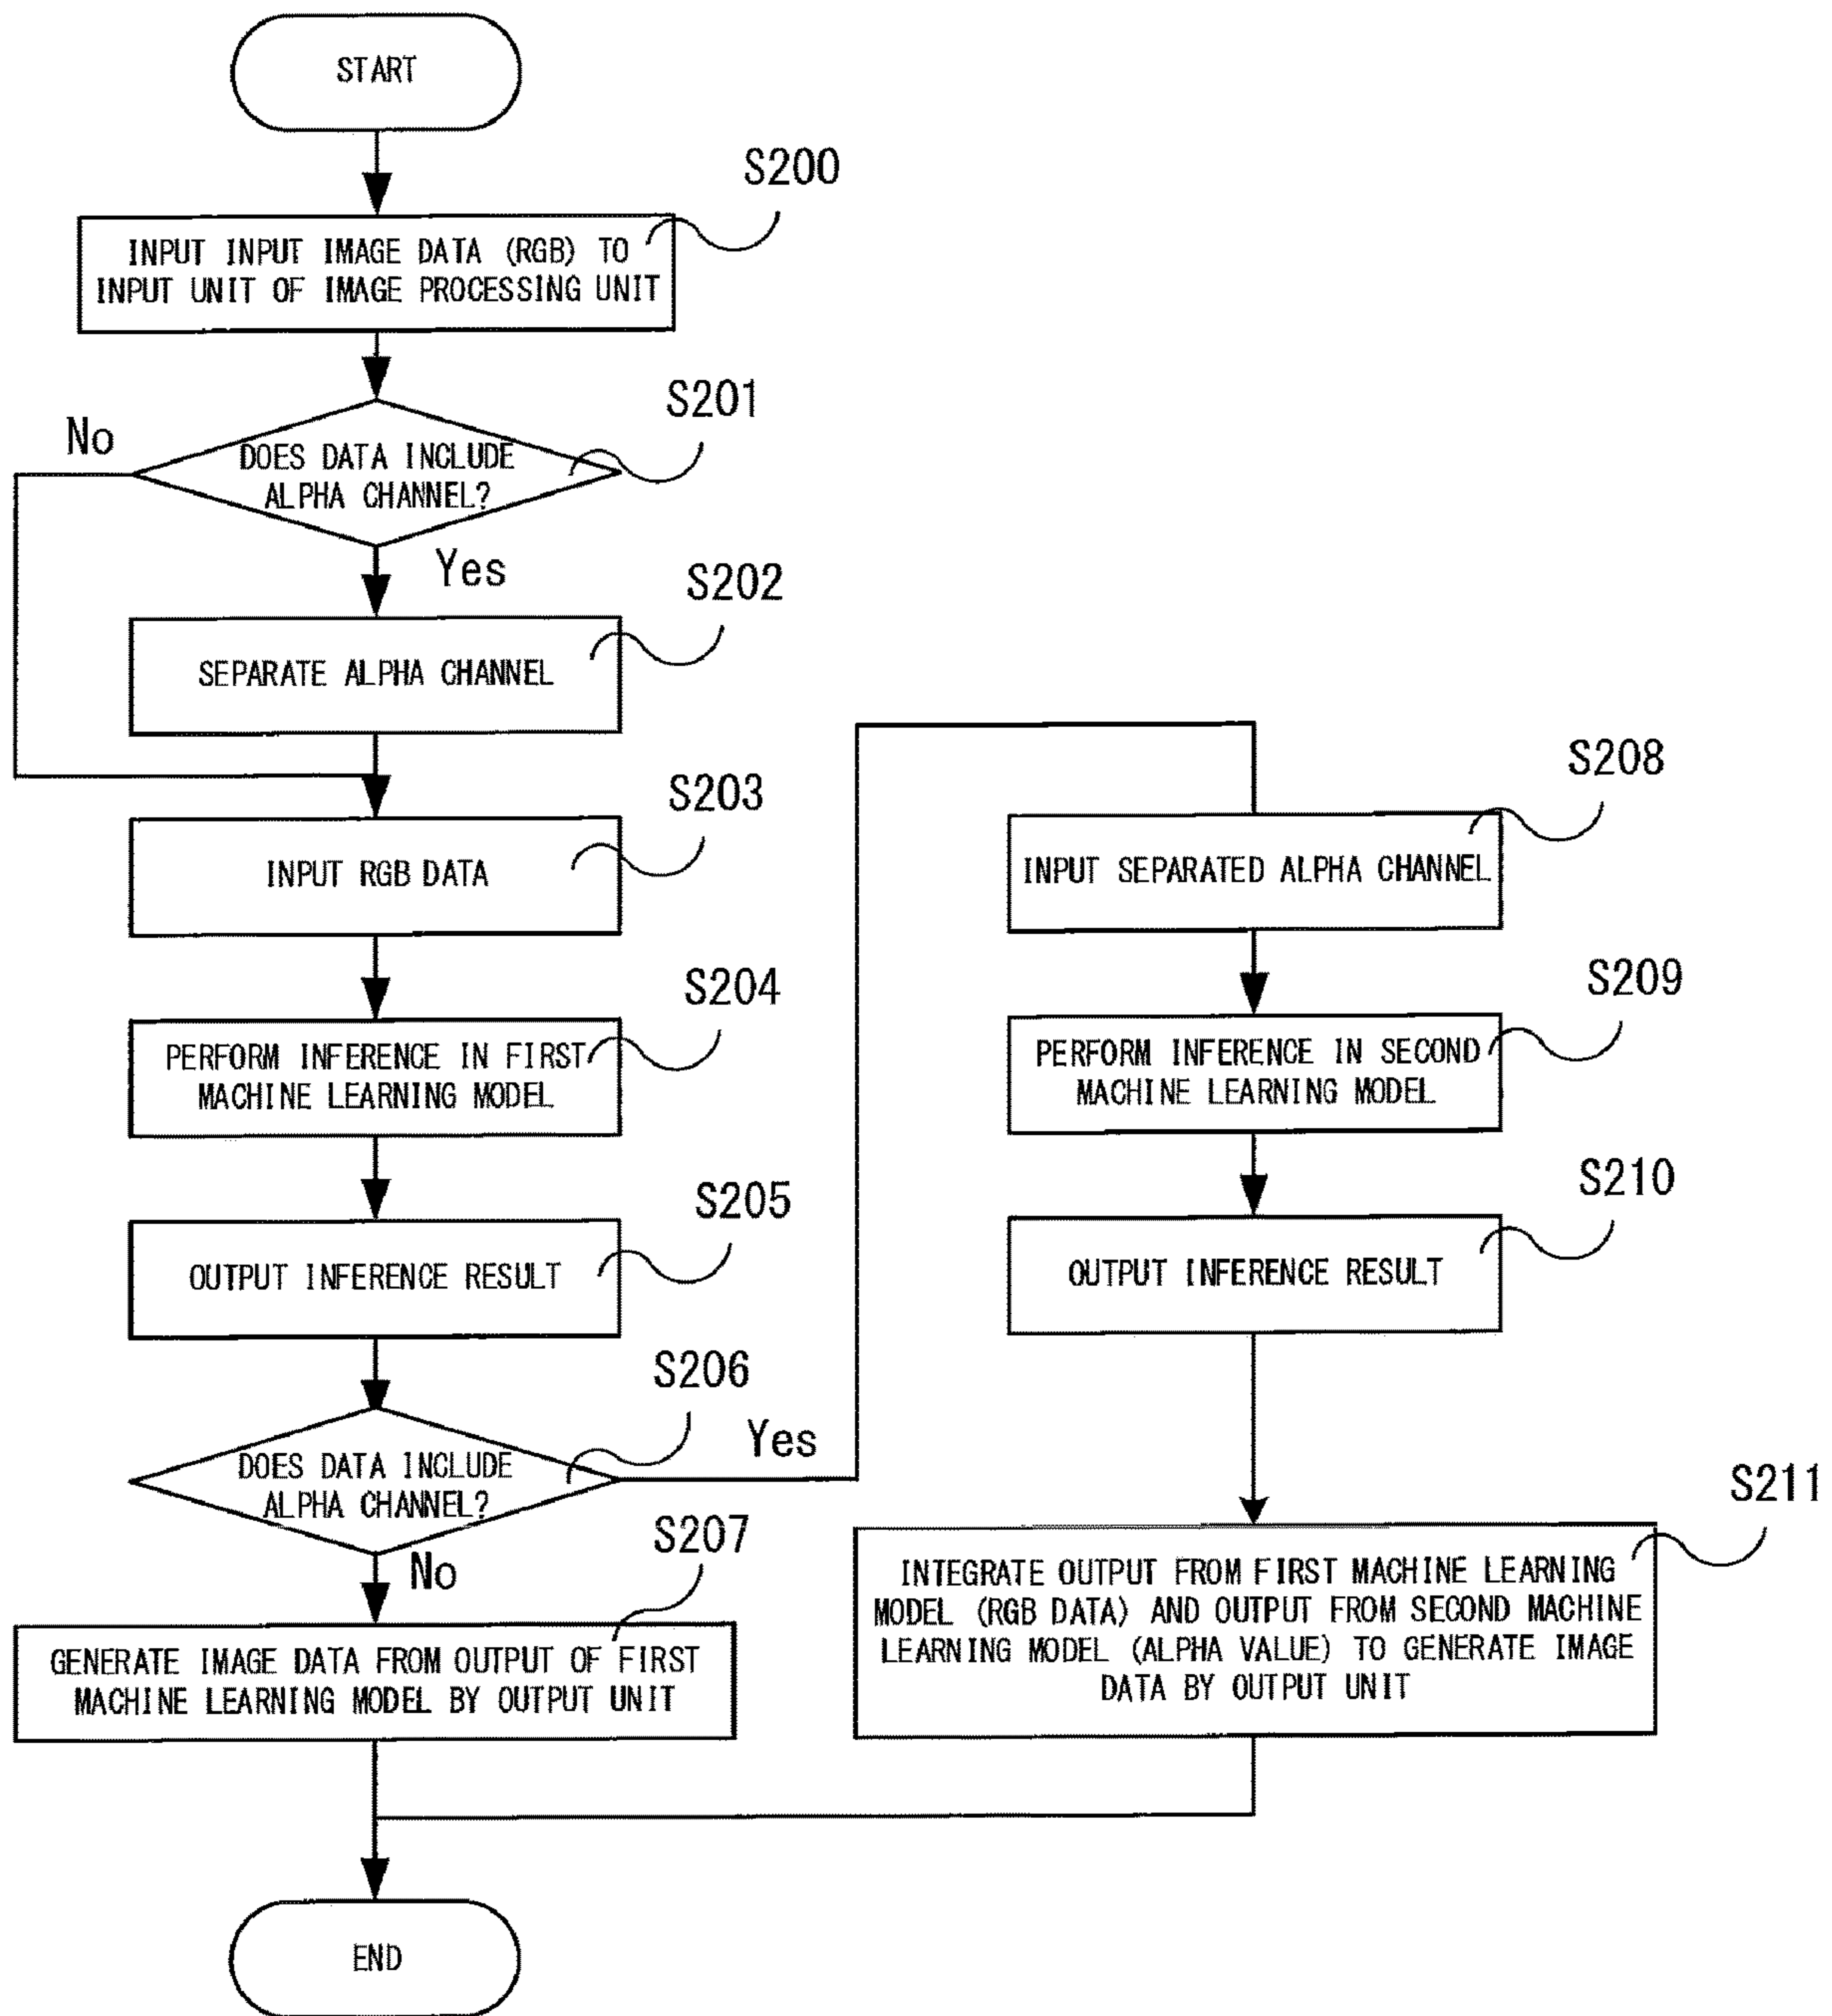 START
S200
INPUT INPUT IMAGE DATA (RGB) TO
INPUT UNIT OF IMAGE PROCESSING UNIT
S201
No
DOES DATA INCLUDE
ALPHA CHANNEL?
Yes
S202
SEPARATE ALPHA CHANNEL
S203
INPUT RGB DATA
S204
PERFORM INFERENCE IN FIRST
MACHINE LEARNING MODEL
S205
OUTPUT INFERENCE RESULT
S206
DOES DATA INCLUDE
ALPHA CHANNEL?
Yes
No
S207
GENERATE IMAGE DATA FROM OUTPUT OF FIRST
MACHINE LEARNING MODEL BY OUTPUT UNIT
S208
INPUT SEPARATED ALPHA CHANNEL
S209
PERFORM INFERENCE IN SECOND
MACHINE LEARNING MODEL
S210
OUTPUT INFERENCE RESULT
S211
INTEGRATE OUTPUT FROM FIRST MACHINE LEARNING
MODEL (RGB DATA) AND OUTPUT FROM SECOND MACHINE
LEARNING MODEL (ALPHA VALUE) TO GENERATE IMAGE
DATA BY OUTPUT UNIT
END